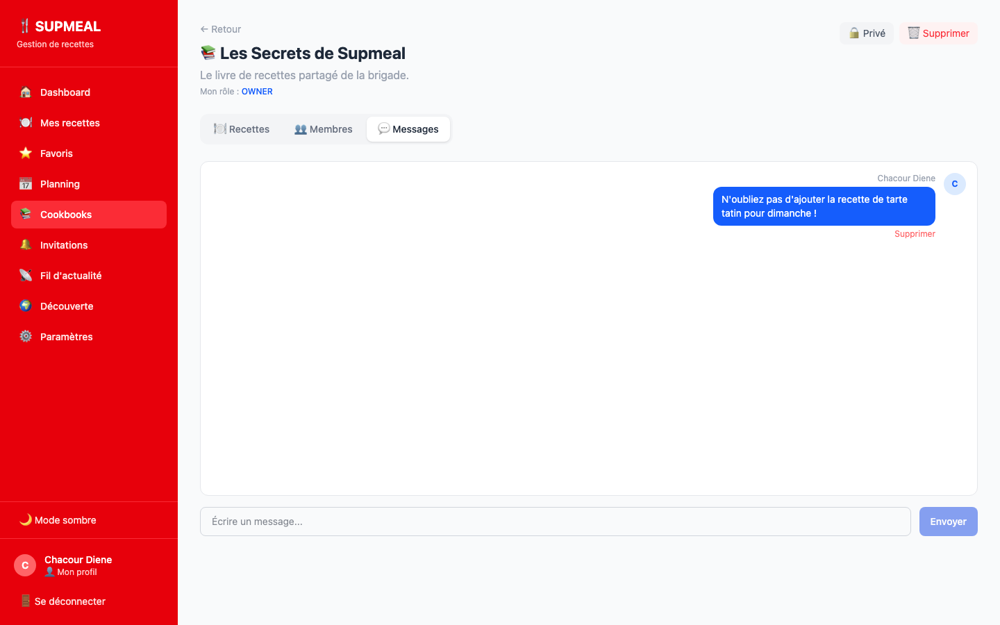 SUPMEAL
Gestion de recettes
Dashboard
Mes recettes
Favoris
Planning
Cookbooks
Invitations
Fil d'actualité
Découverte
Paramètres
Mode sombre
C
Chacour Diene
Mon profil
Se déconnecter
← Retour
Privé
Supprimer
Les Secrets de Supmeal
Le livre de recettes partagé de la brigade.
Mon rôle : OWNER
Recettes
Membres
Messages
Chacour Diene
C
N'oubliez pas d'ajouter la recette de tarte
tatin pour dimanche !
Supprimer
Écrire un message...
Envoyer